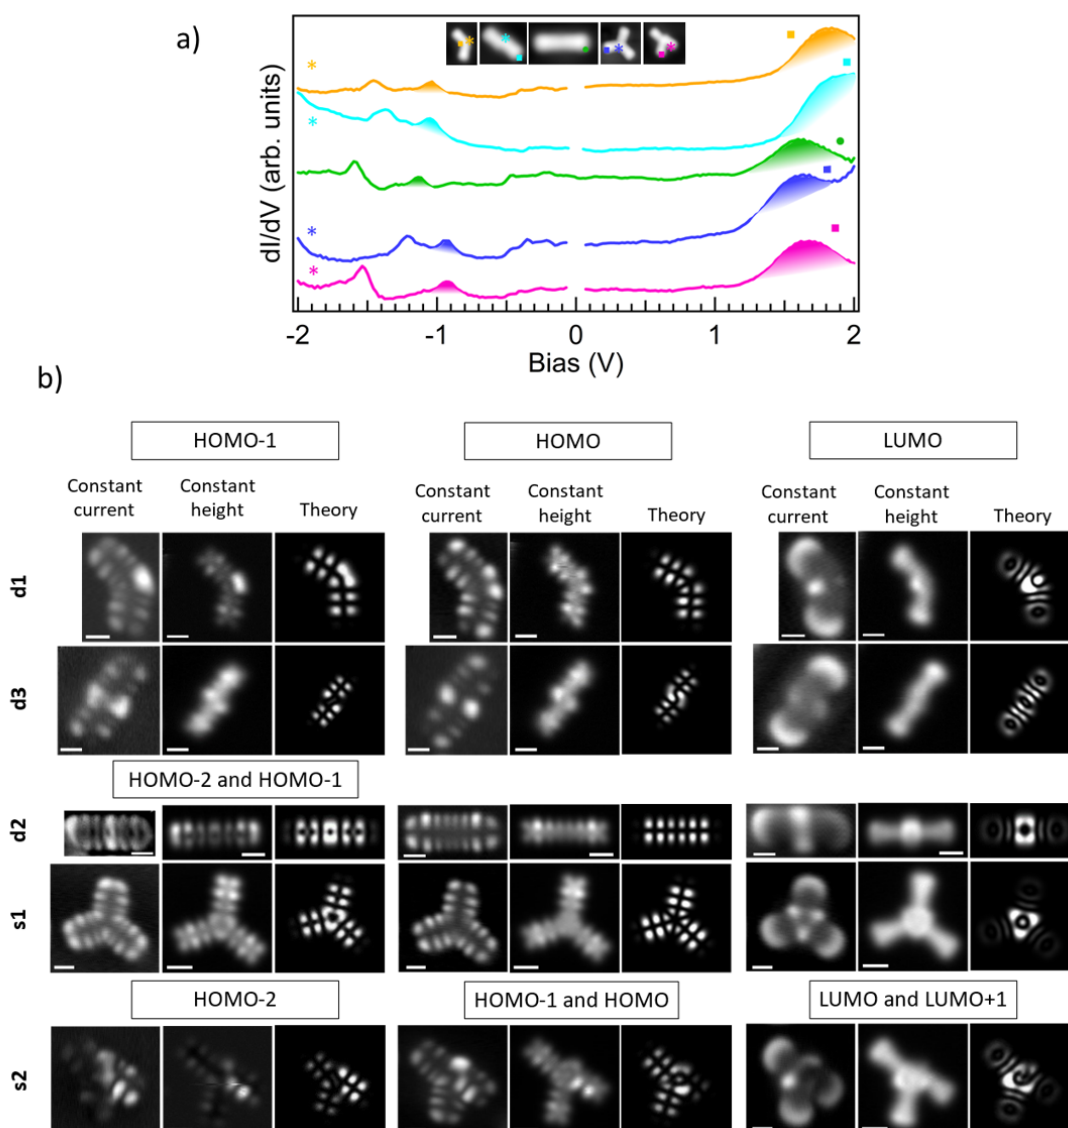 a)
dI/dV (arb. units)
-2 -1 0 1 2
Bias (V)
b)
HOMO-1 HOMO LUMO
Constant current Constant height Theory Constant current Constant height Theory Constant current Constant height Theory
d1
d3
HOMO-2 and HOMO-1
d2
s1
HOMO-2 HOMO-1 and HOMO LUMO and LUMO+1
s2